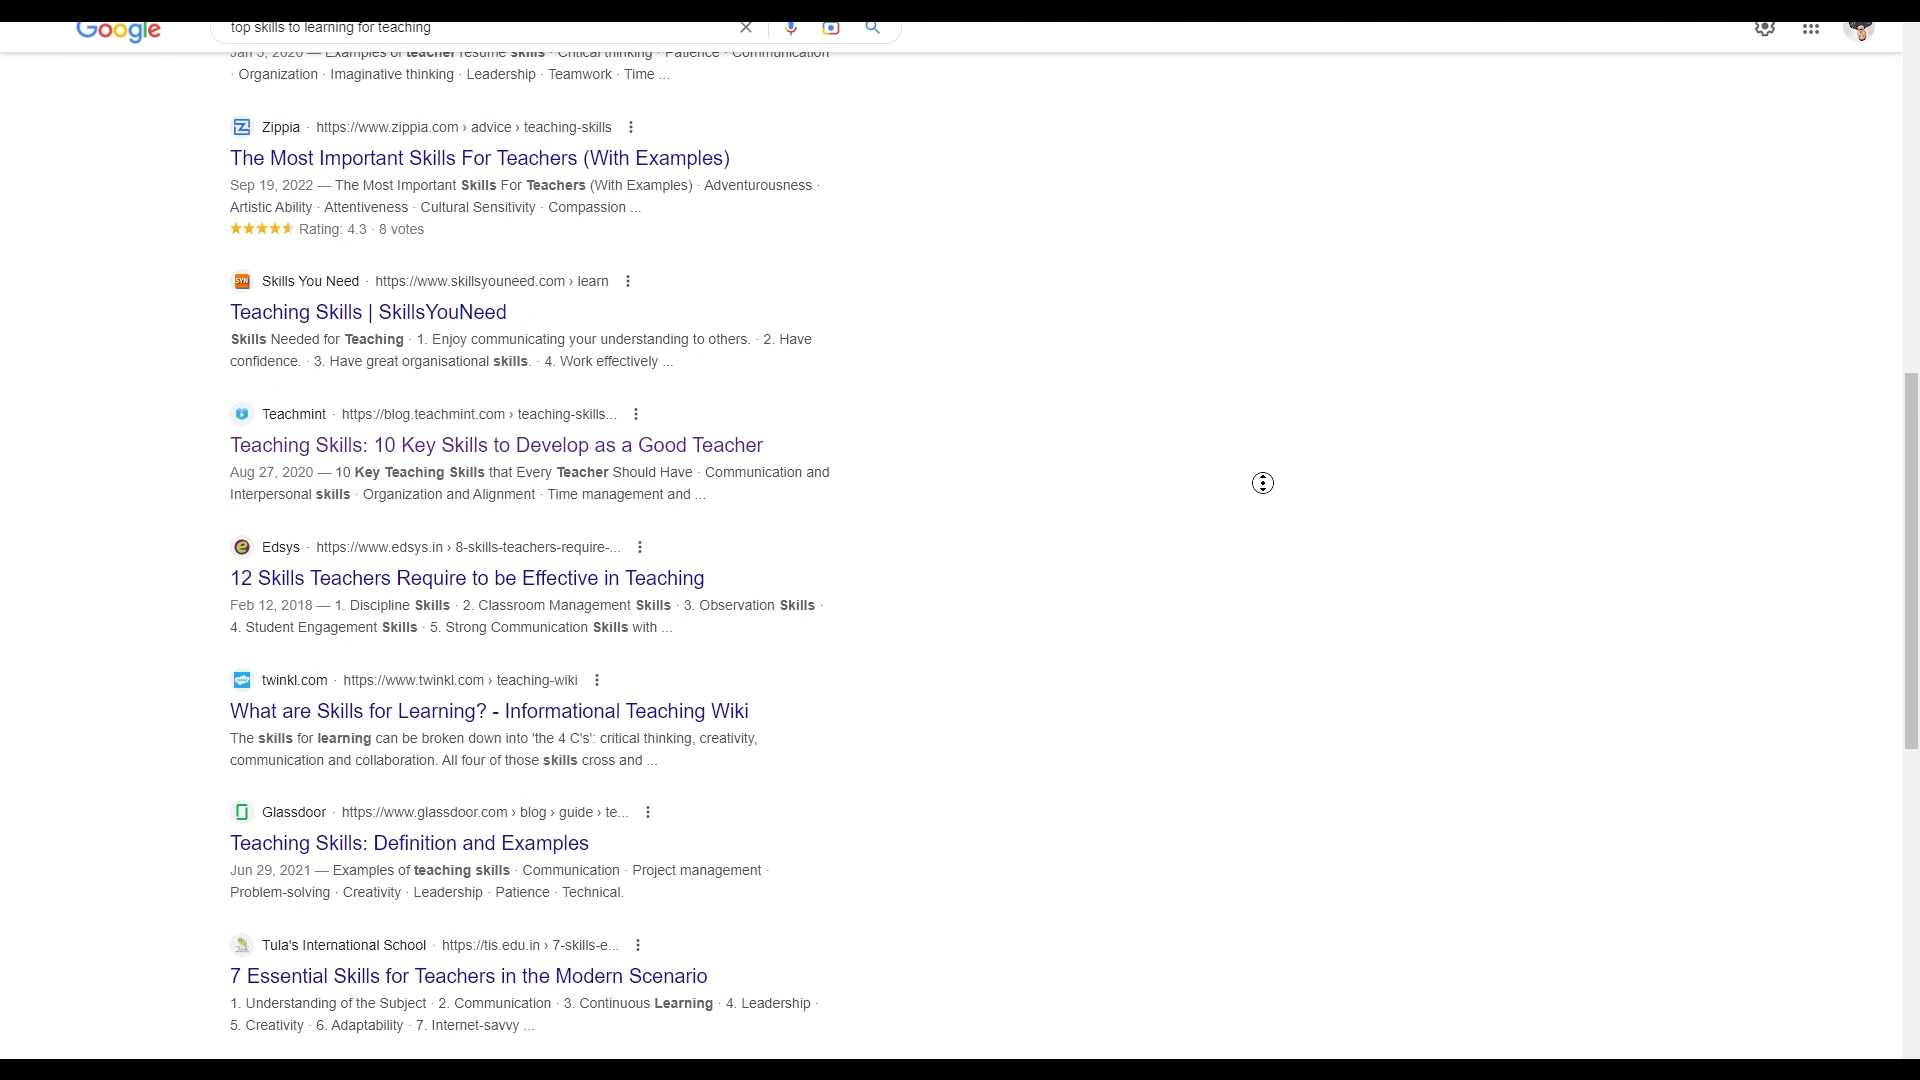 Google
top skills to learning for teaching
Jan 3, 2020 — Examples of teacher resume skills · Critical thinking · Patience · Communication
· Organization · Imaginative thinking · Leadership · Teamwork · Time ...
Zippia · https://www.zippia.com › advice › teaching-skills
The Most Important Skills For Teachers (With Examples)
Sep 19, 2022 — The Most Important Skills For Teachers (With Examples) · Adventurousness ·
Artistic Ability · Attentiveness · Cultural Sensitivity · Compassion ...
Rating: 4.3 · 8 votes
SYN
Skills You Need · https://www.skillsyouneed.com › learn
Teaching Skills | SkillsYouNeed
Skills Needed for Teaching · 1. Enjoy communicating your understanding to others. · 2. Have
confidence. · 3. Have great organisational skills. · 4. Work effectively ...
Teachmint · https://blog.teachmint.com › teaching-skills...
Teaching Skills: 10 Key Skills to Develop as a Good Teacher
Aug 27, 2020 — 10 Key Teaching Skills that Every Teacher Should Have · Communication and
Interpersonal skills · Organization and Alignment · Time management and ...
Edsys · https://www.edsys.in › 8-skills-teachers-require-...
12 Skills Teachers Require to be Effective in Teaching
Feb 12, 2018 — 1. Discipline Skills · 2. Classroom Management Skills · 3. Observation Skills ·
4. Student Engagement Skills · 5. Strong Communication Skills with ...
twinkl.com · https://www.twinkl.com › teaching-wiki
What are Skills for Learning? - Informational Teaching Wiki
The skills for learning can be broken down into 'the 4 C's': critical thinking, creativity,
communication and collaboration. All four of those skills cross and ...
Glassdoor · https://www.glassdoor.com › blog › guide › te...
Teaching Skills: Definition and Examples
Jun 29, 2021 — Examples of teaching skills · Communication · Project management ·
Problem-solving · Creativity · Leadership · Patience · Technical.
Tula's International School · https://tis.edu.in › 7-skills-e...
7 Essential Skills for Teachers in the Modern Scenario
1. Understanding of the Subject · 2. Communication · 3. Continuous Learning · 4. Leadership ·
5. Creativity · 6. Adaptability · 7. Internet-savvy ...